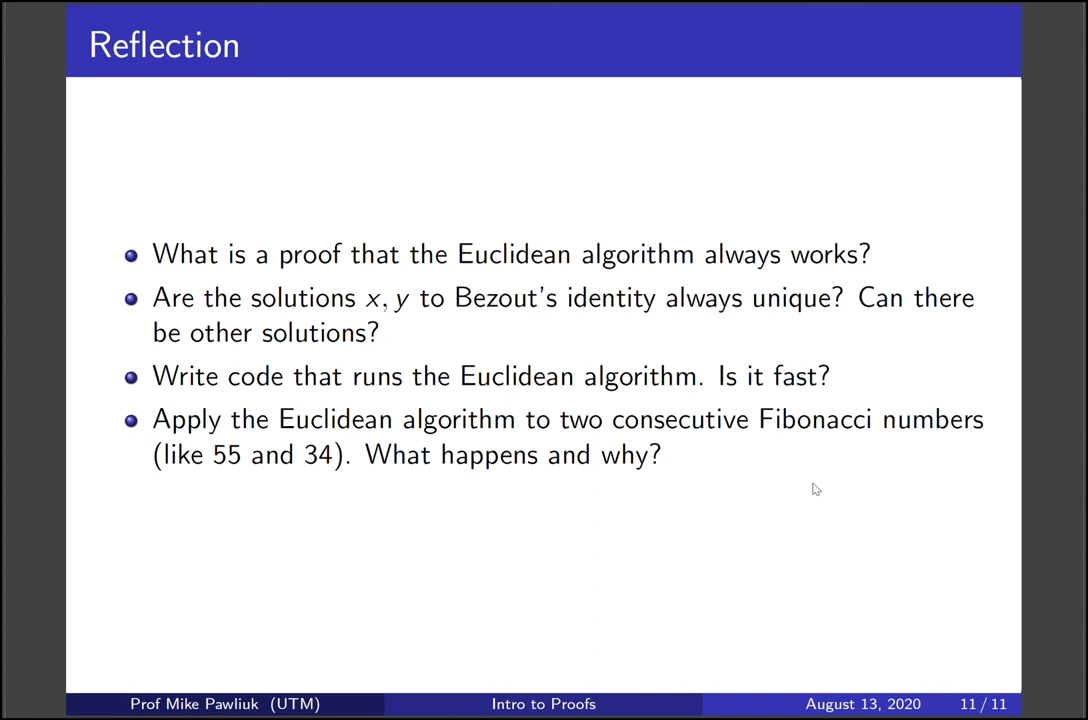 Reflection
What is a proof that the Euclidean algorithm always works?
Are the solutions x, y to Bezout's identity always unique? Can there
be other solutions?
Write code that runs the Euclidean algorithm. Is it fast?
Apply the Euclidean algorithm to two consecutive Fibonacci numbers
(like 55 and 34). What happens and why?
Prof Mike Pawliuk (UTM) Intro to Proofs August 13, 2020 11 / 11